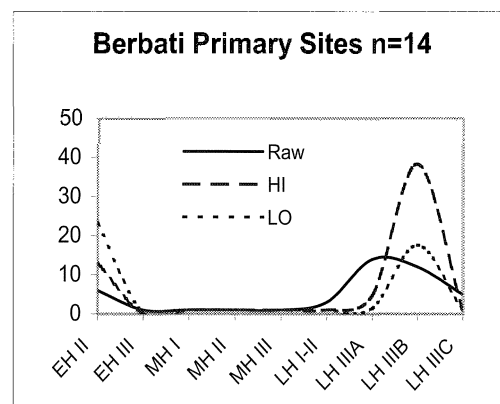 Berbati Primary Sites n=14
50
40
30
20
10
0
Raw
HI
LO
EH II
EH III
MH I
MH II
MH III
LH I-II
LH IIIA
LH IIIB
LH IIIC